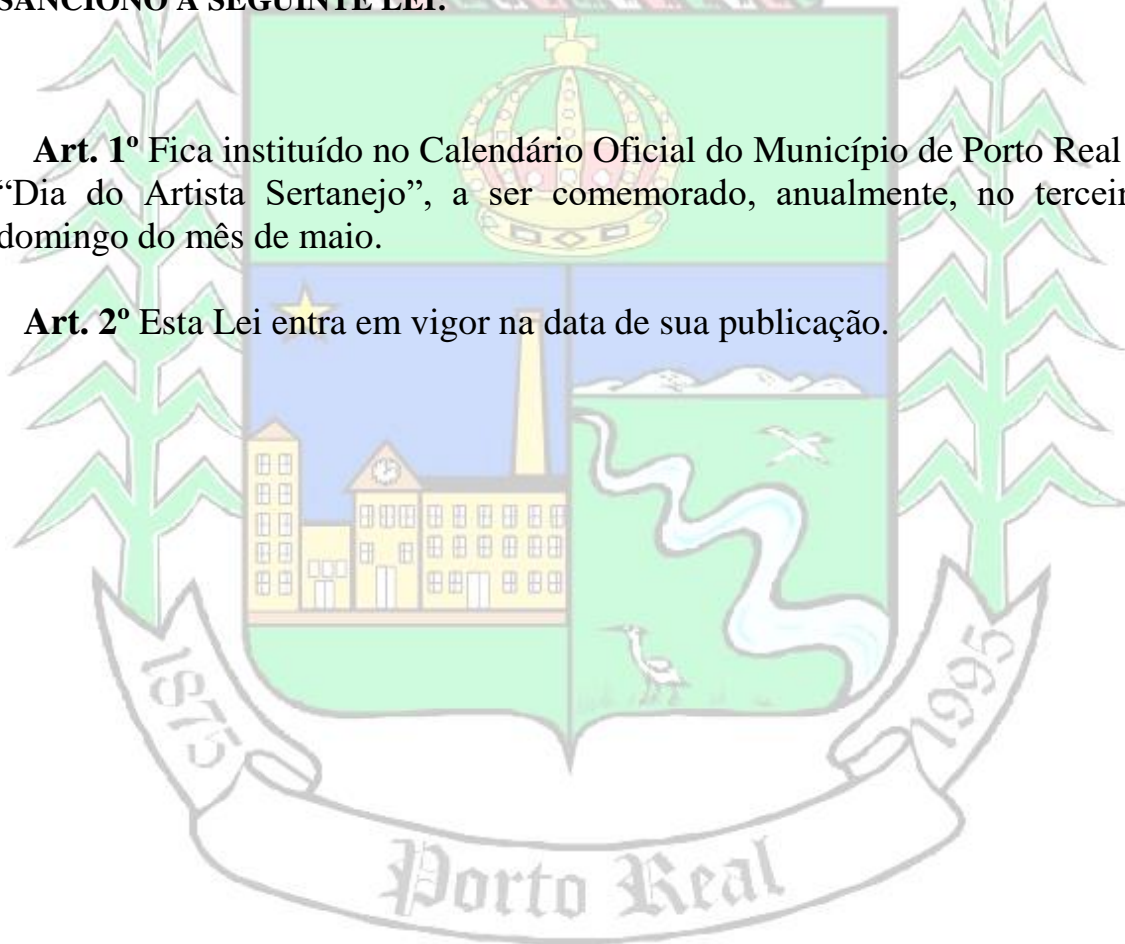 SANCIONO A SEGUINTE LEI:
Art. 1º Fica instituído no Calendário Oficial do Município de Porto Real
“Dia do Artista Sertanejo”, a ser comemorado, anualmente, no terceir
domingo do mês de maio.
Art. 2º Esta Lei entra em vigor na data de sua publicação.
1875
1995
Porto Real